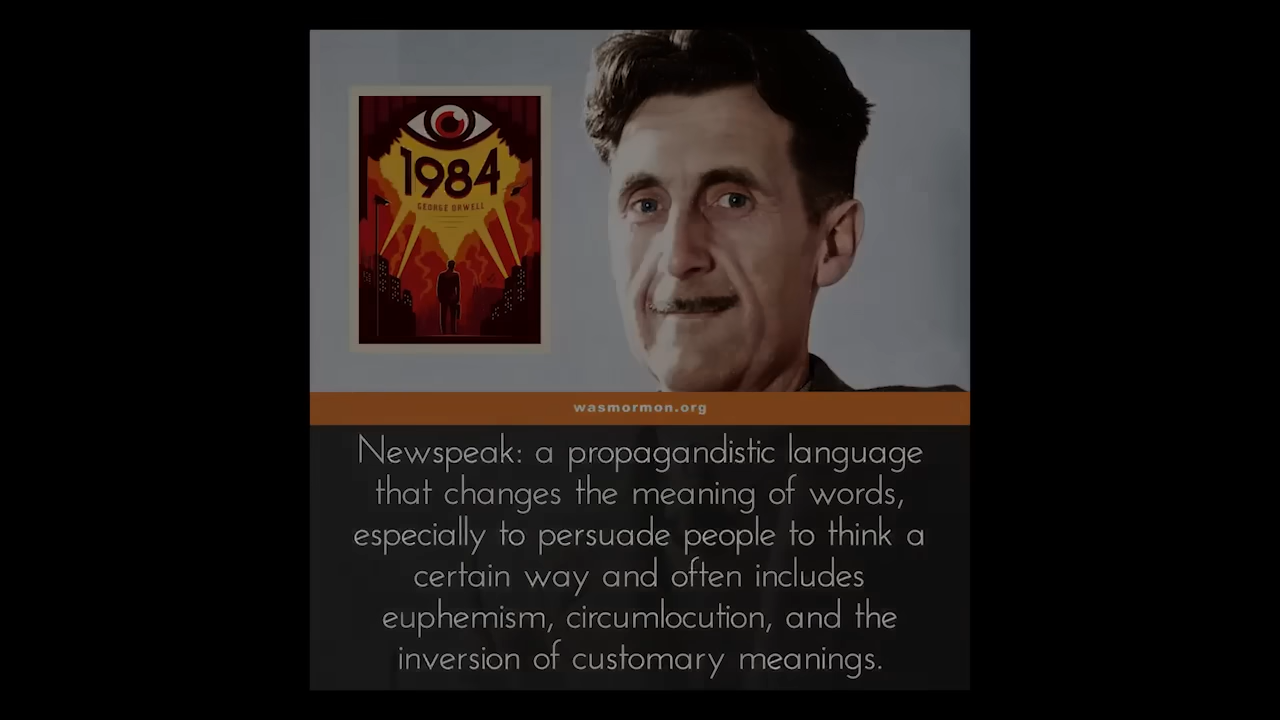 1984
GEORGE ORWELL
wasmormon.org
Newspeak: a propagandistic language
that changes the meaning of words,
especially to persuade people to think a
certain way and often includes
euphemism, circumlocution, and the
inversion of customary meanings.